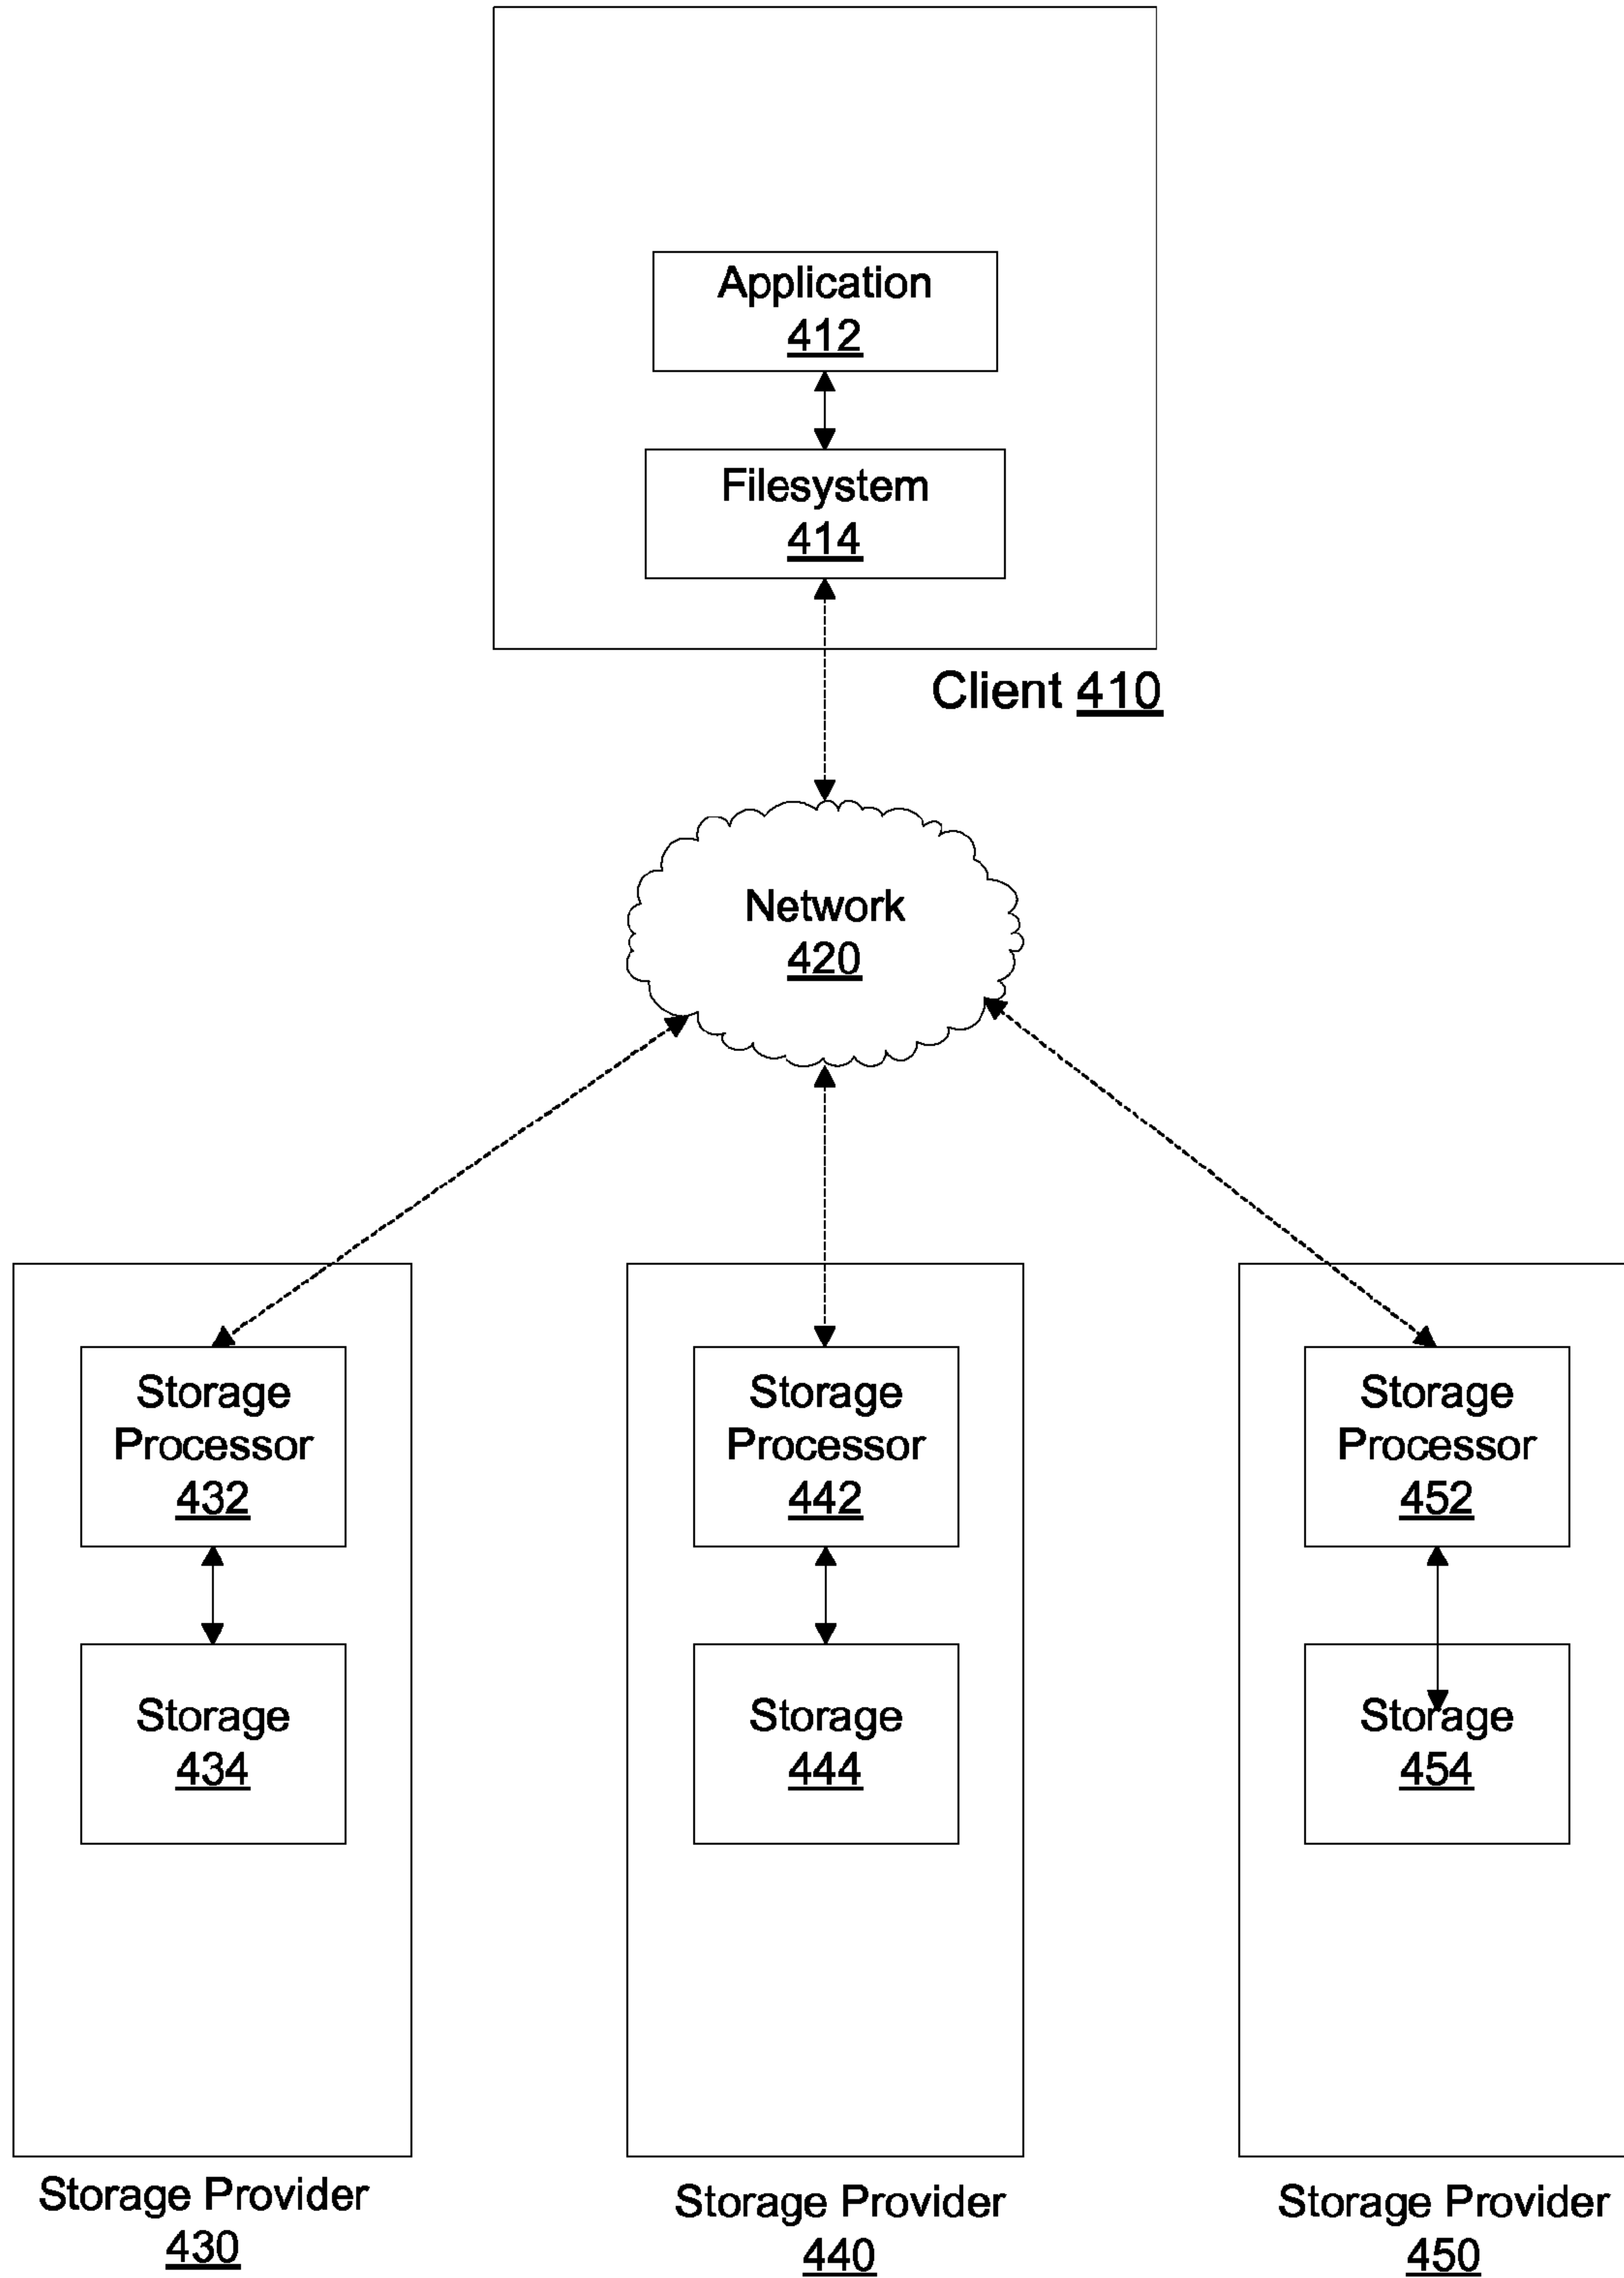 Application
412
Filesystem
414
Client 410
Network
420
Storage
Processor
432
Storage
434
Storage Provider
430
Storage
Processor
442
Storage
444
Storage Provider
440
Storage
Processor
452
Storage
454
Storage Provider
450